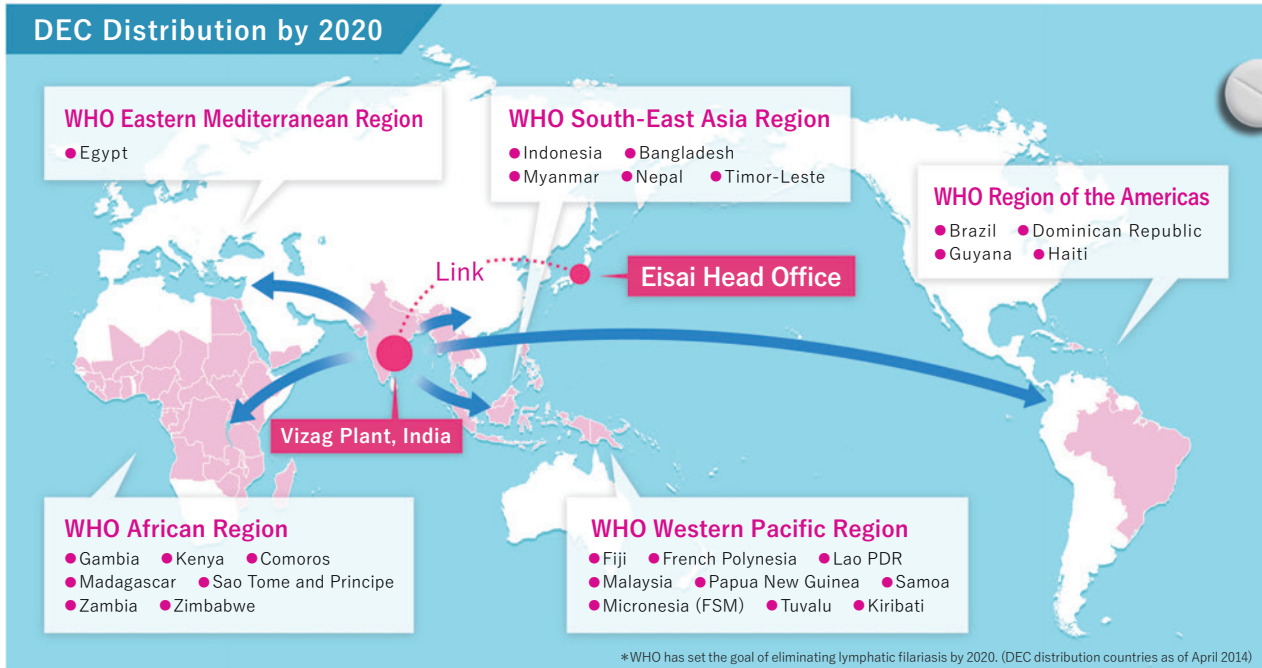 DEC Distribution by 2020
WHO Eastern Mediterranean Region
● Egypt
WHO South-East Asia Region
● Indonesia ● Bangladesh
● Myanmar ● Nepal ● Timor-Leste
WHO Region of the Americas
● Brazil ● Dominican Republic
● Guyana ● Haiti
Link
Eisai Head Office
Vizag Plant, India
WHO African Region
● Gambia ● Kenya ● Comoros
● Madagascar ● Sao Tome and Principe
● Zambia ● Zimbabwe
WHO Western Pacific Region
● Fiji ● French Polynesia ● Lao PDR
● Malaysia ● Papua New Guinea ● Samoa
● Micronesia (FSM) ● Tuvalu ● Kiribati
*WHO has set the goal of eliminating lymphatic filariasis by 2020. (DEC distribution countries as of April 2014)